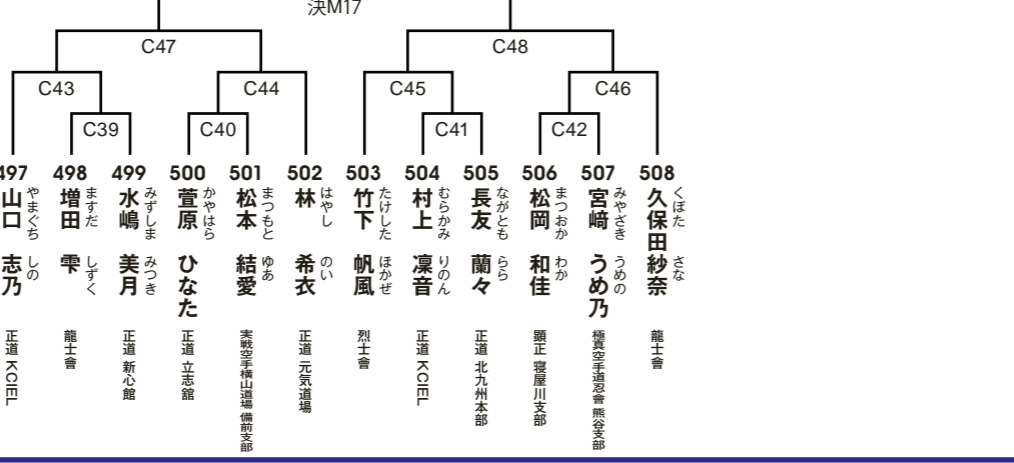 決M17
C47
C48
C43
C44
C45
C46
C39
C40
C41
C42
497
山口 志乃
やまぐち しの
正道 KCIEL
498
増田 雫
ますだ しずく
龍士會
499
水嶋 美月
みずしま みつき
正道 新心館
500
萱原 ひなた
かやはら
正道 立志舘
501
松本 結愛
まつもと ゆあ
実戦空手横山道場 備前支部
502
林 希衣
はやし のい
正道 元気道場
503
竹下 帆風
たけした ほかぜ
烈士會
504
村上 凜音
むらかみ りのん
正道 KCIEL
505
長友 蘭々
ながとも らら
正道 北九州本部
506
松岡 和佳
まつおか わか
顕正 寝屋川支部
507
宮﨑 うめ乃
みやざき うめの
極真空手道忍會 熊谷支部
508
久保田 紗奈
くぼた さな
龍士會